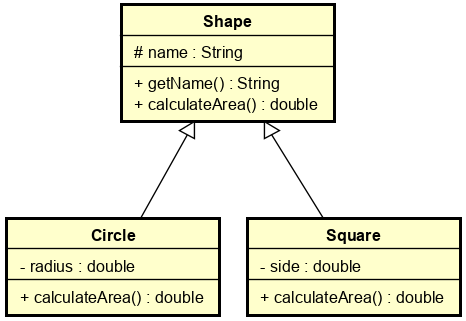 Shape
# name : String
+ getName() : String
+ calculateArea() : double
Circle
- radius : double
+ calculateArea() : double
Square
- side : double
+ calculateArea() : double